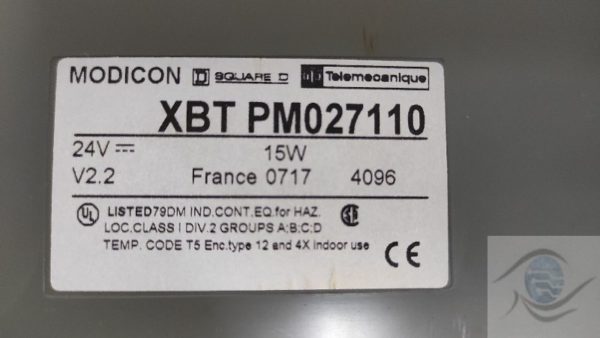 MODICON SQUARE D Telemecanique
XBT PM027110
24V 15W
V2.2 France 0717 4096
UL LISTED79DM IND.CONT.EQ.for HAZ.
LOC.CLASS I DIV.2 GROUPS A;B;C;D
TEMP. CODE T5 Enc.type 12 and 4X indoor use
CE